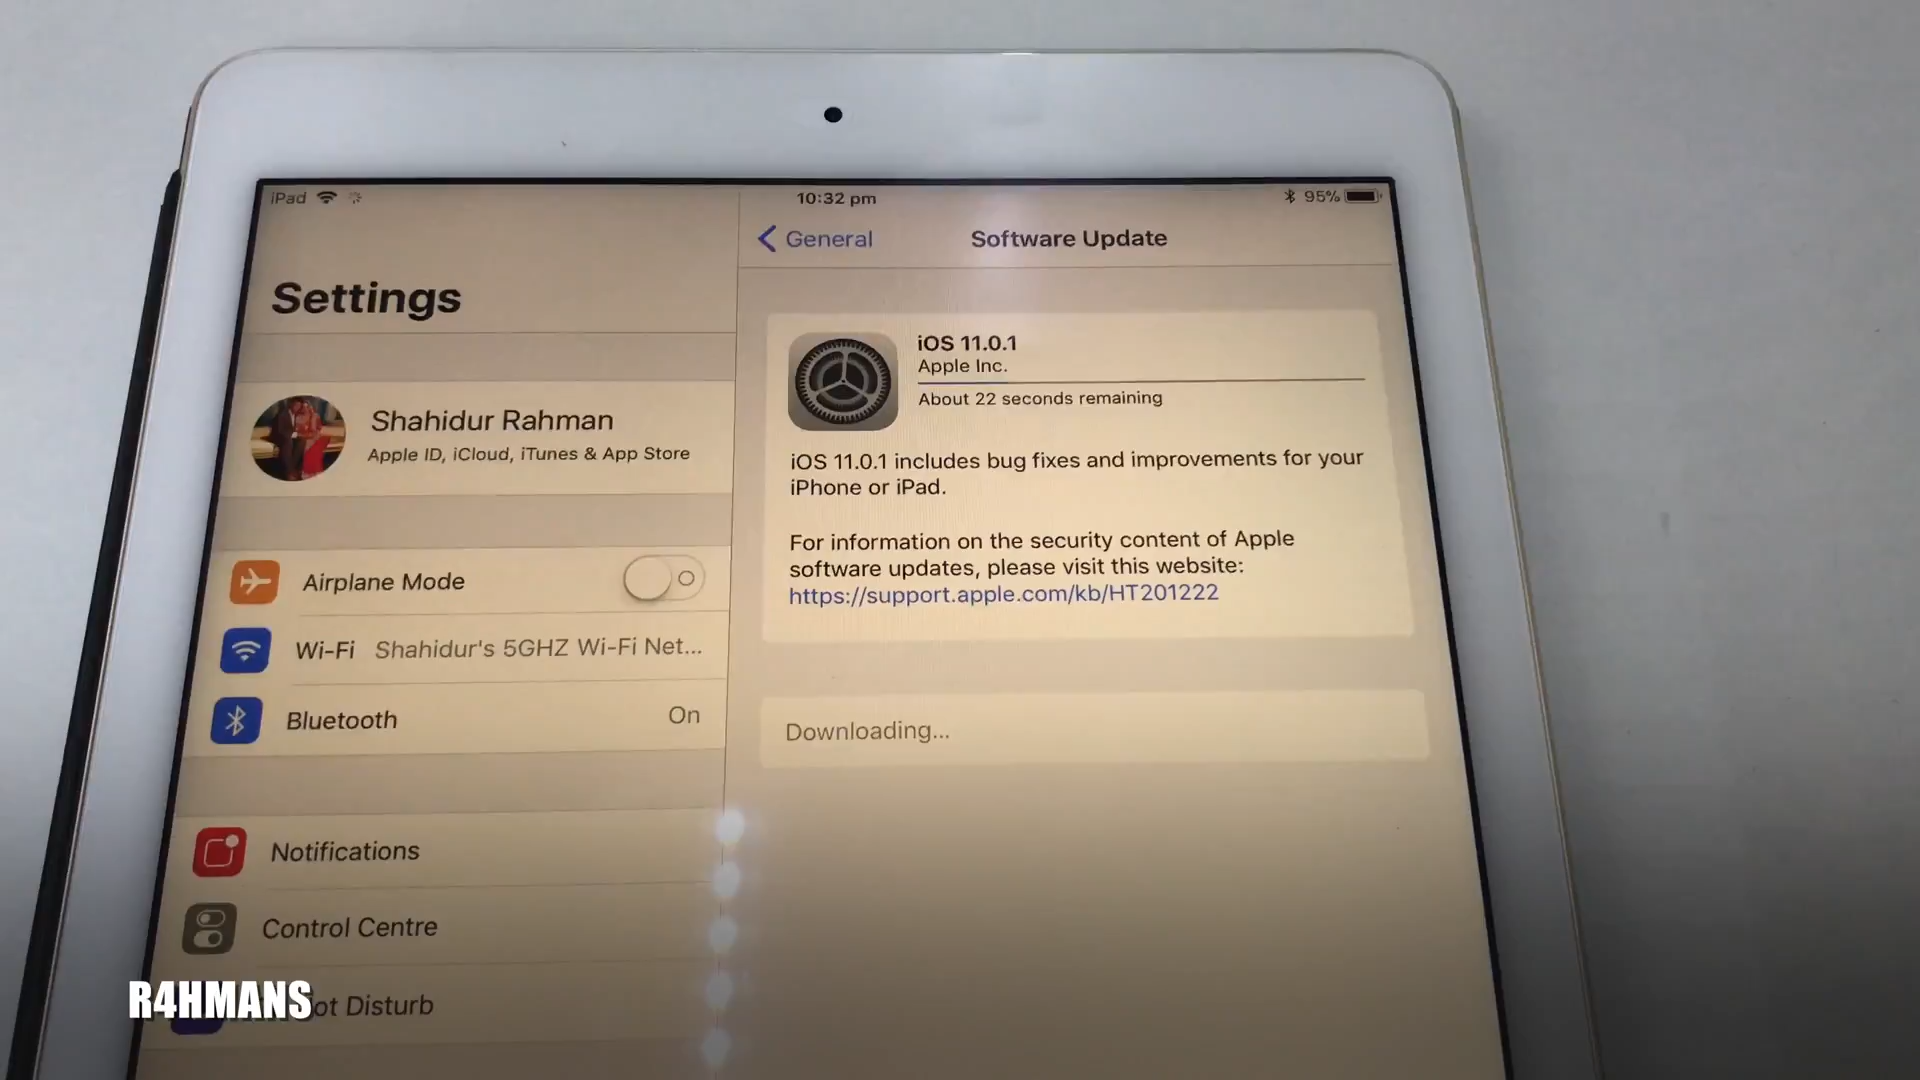 iPad
10:32 pm
95%
Settings
General
Software Update
Shahidur Rahman
Apple ID, iCloud, iTunes & App Store
Airplane Mode
Wi-Fi Shahidur's 5GHZ Wi-Fi Net...
Bluetooth On
Notifications
Control Centre
ot Disturb
iOS 11.0.1
Apple Inc.
About 22 seconds remaining
iOS 11.0.1 includes bug fixes and improvements for your
iPhone or iPad.
For information on the security content of Apple
software updates, please visit this website:
https://support.apple.com/kb/HT201222
Downloading...
R4HMANS